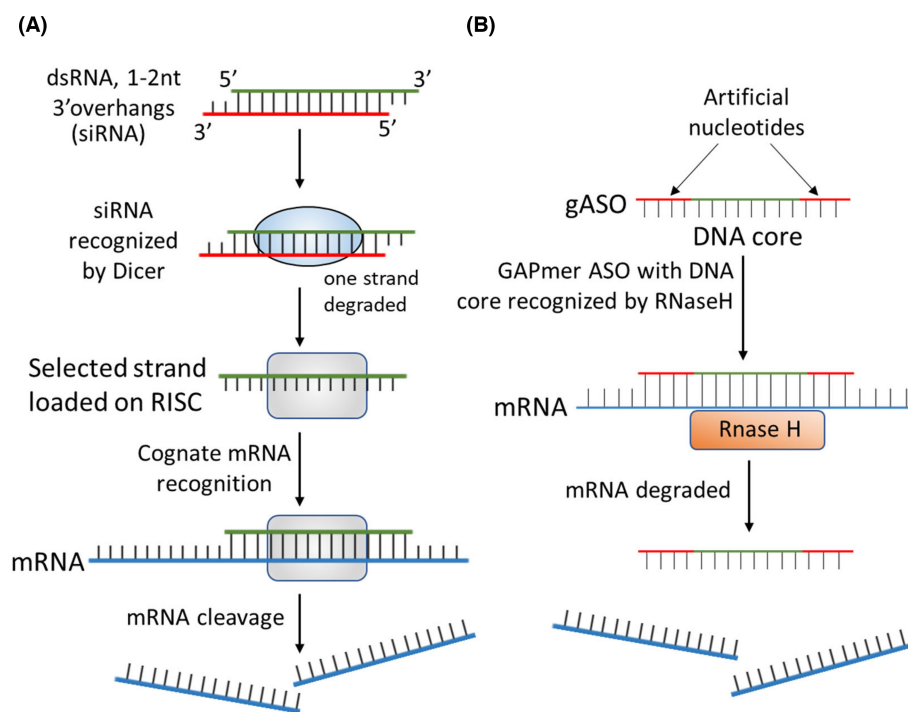 (A)
dsRNA, 1-2nt
3’overhangs
(siRNA)
5’
3’
3’
5’
siRNA
recognized
by Dicer
one strand
degraded
Selected strand
loaded on RISC
Cognate mRNA
recognition
mRNA
mRNA cleavage
(B)
Artificial
nucleotides
gASO
DNA core
GAPmer ASO with DNA
core recognized by RNaseH
mRNA
Rnase H
mRNA degraded